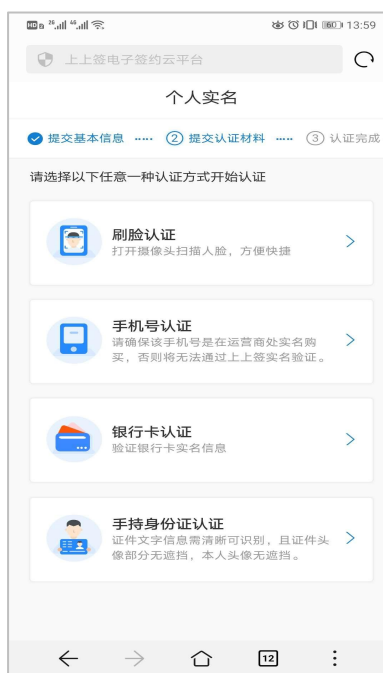 HD 2 26 46 60 13:59
上上签电子签约云平台
个人实名
提交基本信息 ····· 2 提交认证材料 ····· 3 认证完成
请选择以下任意一种认证方式开始认证
刷脸认证
打开摄像头扫描人脸，方便快捷
手机号认证
请确保该手机号是在运营商处实名购
买，否则将无法通过上上签实名验证。
银行卡认证
验证银行卡实名信息
手持身份证认证
证件文字信息需清晰可识别，且证件头
像部分无遮挡，本人头像无遮挡。
12